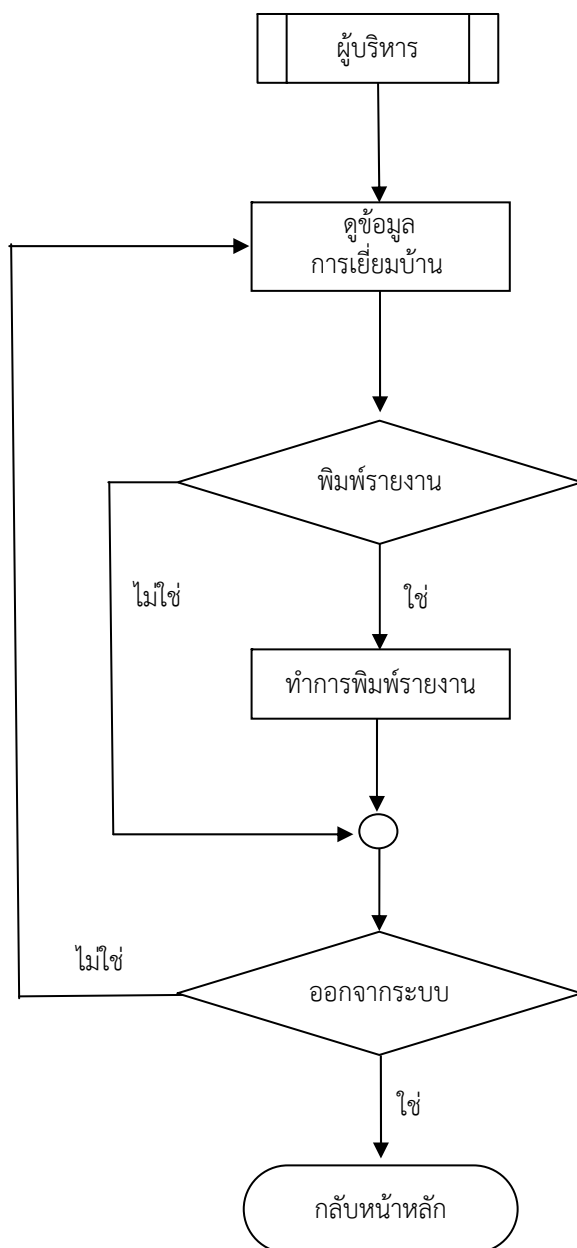 ผู้บริหาร
ดูข้อมูล
การเยี่ยมบ้าน
พิมพ์รายงาน
ไม่ใช่
ใช่
ทำการพิมพ์รายงาน
ไม่ใช่
ออกจากระบบ
ใช่
กลับหน้าหลัก